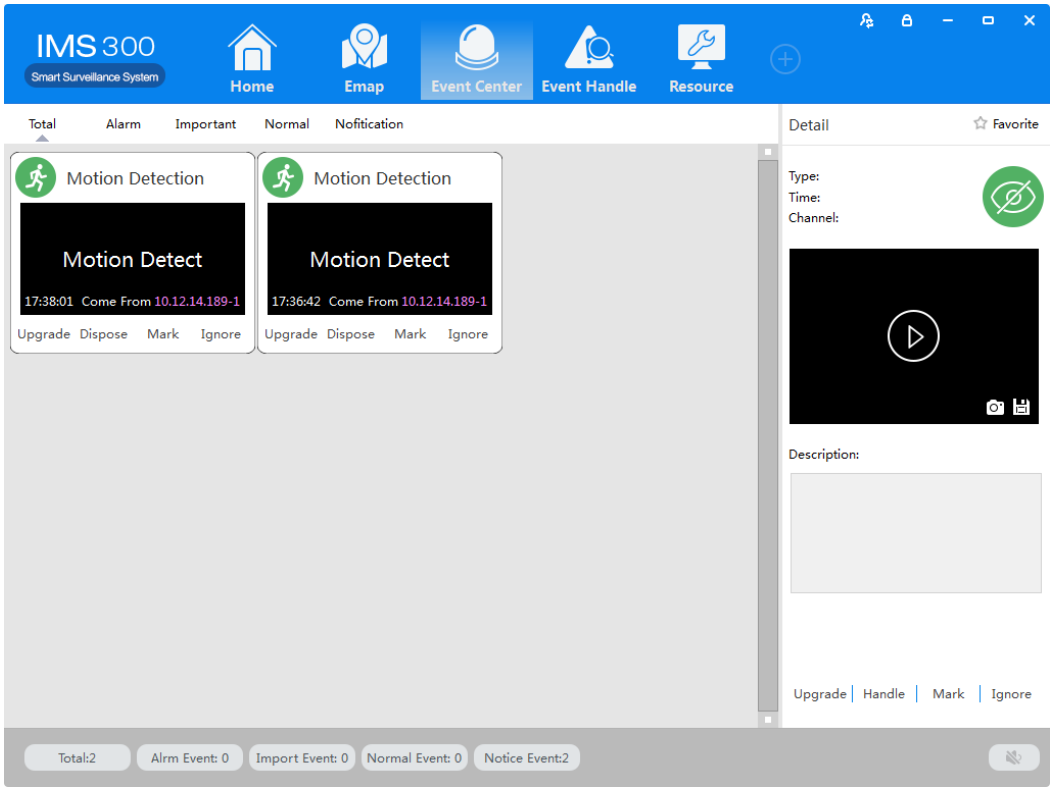 IMS 300
Smart Surveillance System
Home
Emap
Event Center
Event Handle
Resource
Total
Alarm
Important
Normal
Nofitication
Detail
Favorite
Motion Detection
Motion Detect
17:38:01 Come From 10.12.14.189-1
Upgrade Dispose Mark Ignore
Motion Detection
Motion Detect
17:36:42 Come From 10.12.14.189-1
Upgrade Dispose Mark Ignore
Type:
Time:
Channel:
Description:
Upgrade Handle Mark Ignore
Total:2
Alrm Event: 0
Import Event: 0
Normal Event: 0
Notice Event:2